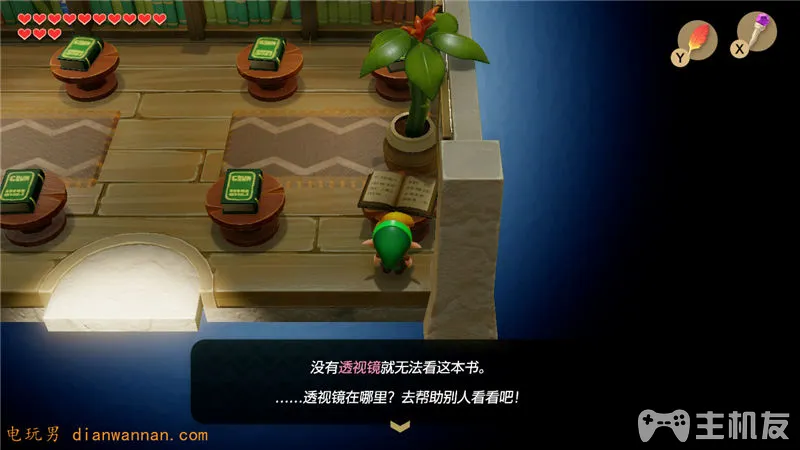 Y
X
没有透视镜就无法看这本书。
……透视镜在哪里？去帮助别人看看吧！
电玩男 dianwannan.com
主机友